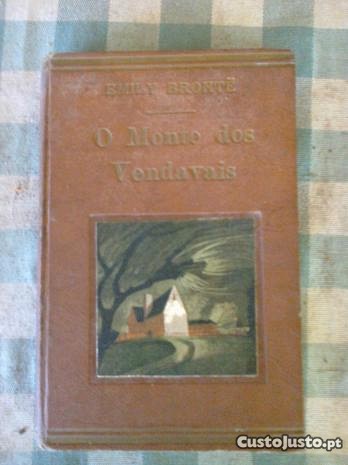 EMILY BRONTË
O Monte dos
Vendavais
CustoJusto.pt